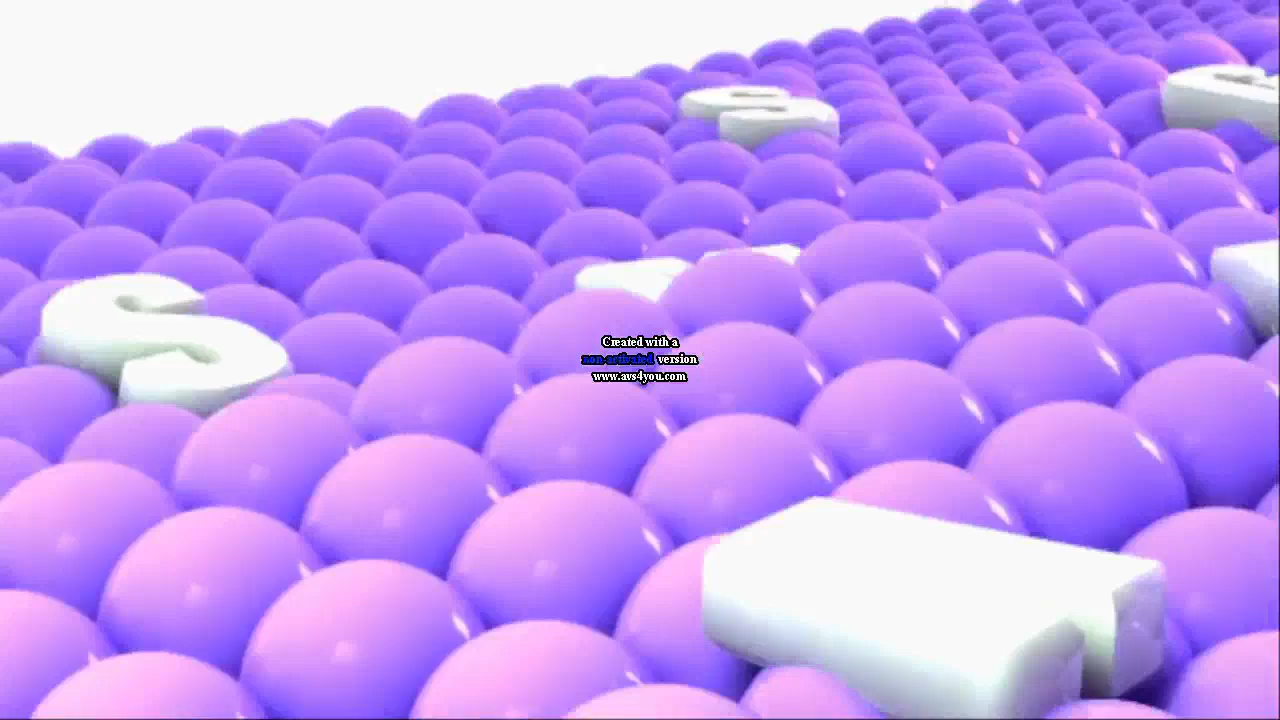 S
S
Created with a
non-activated version
www.avs4you.com